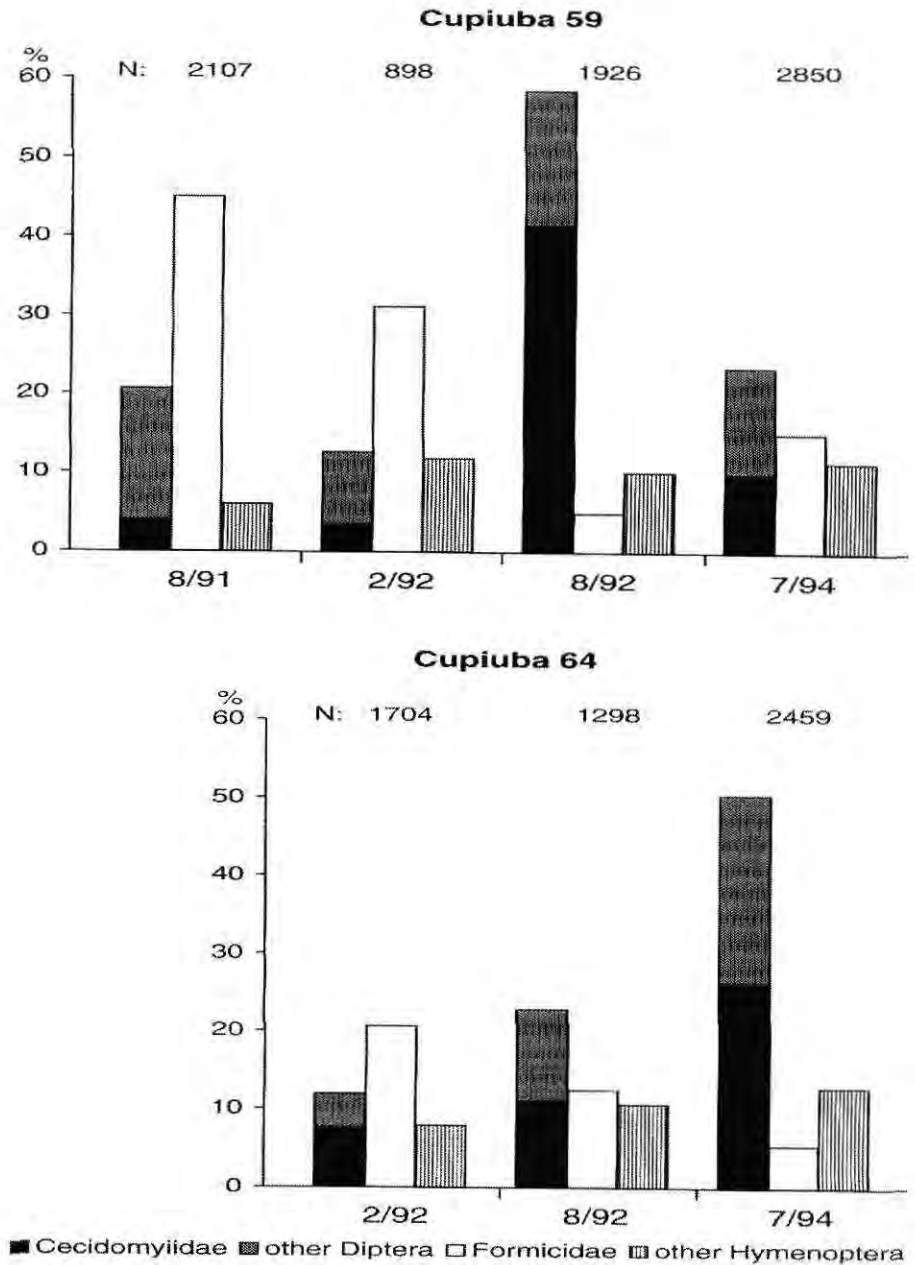 Cupiuba 59
%
N: 2107 898 1926 2850
60
50
40
30
20
10
0
8/91 2/92 8/92 7/94
Cupiuba 64
%
N: 1704 1298 2459
60
50
40
30
20
10
0
2/92 8/92 7/94
Cecidomyiidae other Diptera Formicidae other Hymenoptera